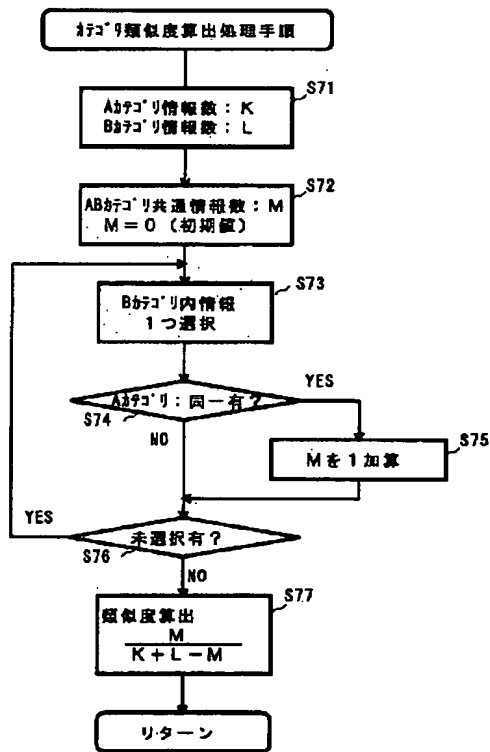 ｶﾃｺﾞﾘ類似度算出処理手順
S71
Aｶﾃｺﾞﾘ情報数：K
Bｶﾃｺﾞﾘ情報数：L
S72
ABｶﾃｺﾞﾘ共通情報数：M
M＝0（初期値）
S73
Bｶﾃｺﾞﾘ内情報
1つ選択
YES
Aｶﾃｺﾞﾘ：同一有？
S74
NO
S75
Mを1加算
YES
未選択有？
S76
NO
S77
類似度算出
M
K＋L－M
リターン